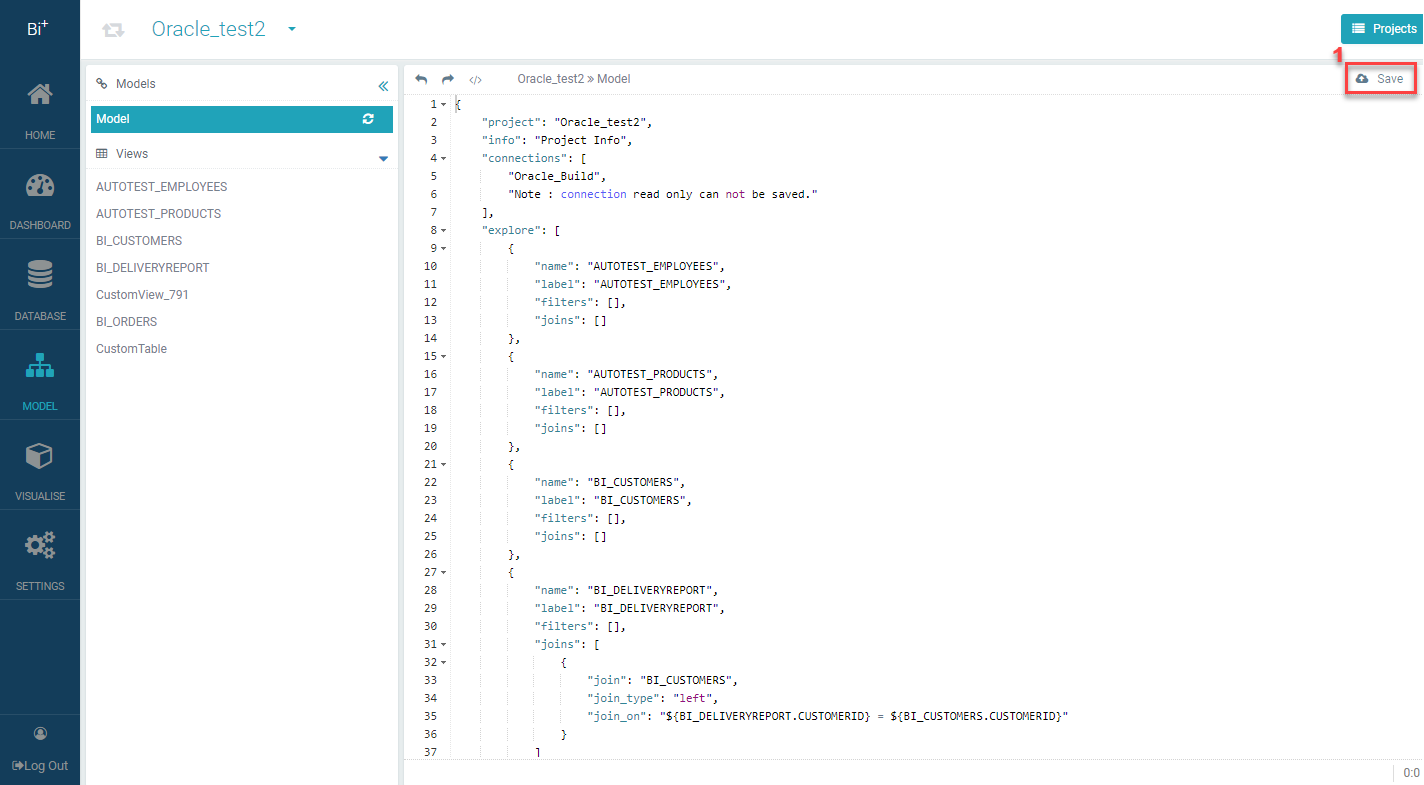 Bi+
Oracle_test2
Projects
1
HOME
DASHBOARD
DATABASE
MODEL
VISUALISE
SETTINGS
Log Out
Models
Model
Views
AUTOTEST_EMPLOYEES
AUTOTEST_PRODUCTS
BI_CUSTOMERS
BI_DELIVERYREPORT
CustomView_791
BI_ORDERS
CustomTable
</> Oracle_test2 » Model
Save
1 {
2 "project": "Oracle_test2",
3 "info": "Project Info",
4 "connections": [
5 "Oracle_Build",
6 "Note : connection read only can not be saved."
7 ],
8 "explore": [
9 {
10 "name": "AUTOTEST_EMPLOYEES",
11 "label": "AUTOTEST_EMPLOYEES",
12 "filters": [],
13 "joins": []
14 },
15 {
16 "name": "AUTOTEST_PRODUCTS",
17 "label": "AUTOTEST_PRODUCTS",
18 "filters": [],
19 "joins": []
20 },
21 {
22 "name": "BI_CUSTOMERS",
23 "label": "BI_CUSTOMERS",
24 "filters": [],
25 "joins": []
26 },
27 {
28 "name": "BI_DELIVERYREPORT",
29 "label": "BI_DELIVERYREPORT",
30 "filters": [],
31 "joins": [
32 {
33 "join": "BI_CUSTOMERS",
34 "join_type": "left",
35 "join_on": "${BI_DELIVERYREPORT.CUSTOMERID} = ${BI_CUSTOMERS.CUSTOMERID}"
36 }
37 ]
0:0